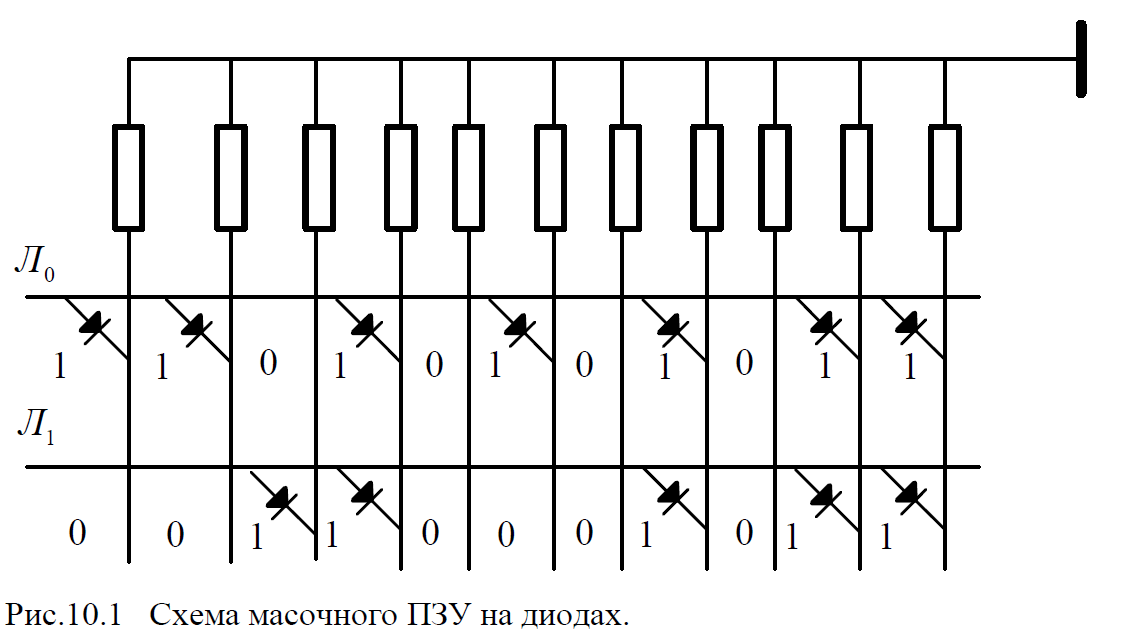 Л0
1 1 0 1 0 1 0 1 0 1 1
Л1
0 0 1 1 0 0 0 1 0 1 1
Рис.10.1 Схема масочного ПЗУ на диодах.